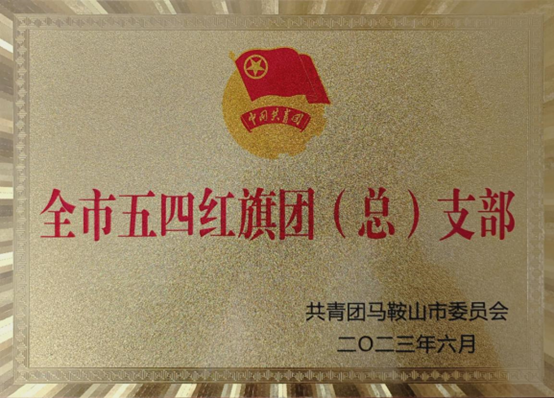 中国共青团
全市五四红旗团（总）支部
共青团马鞍山市委员会
二〇二三年六月